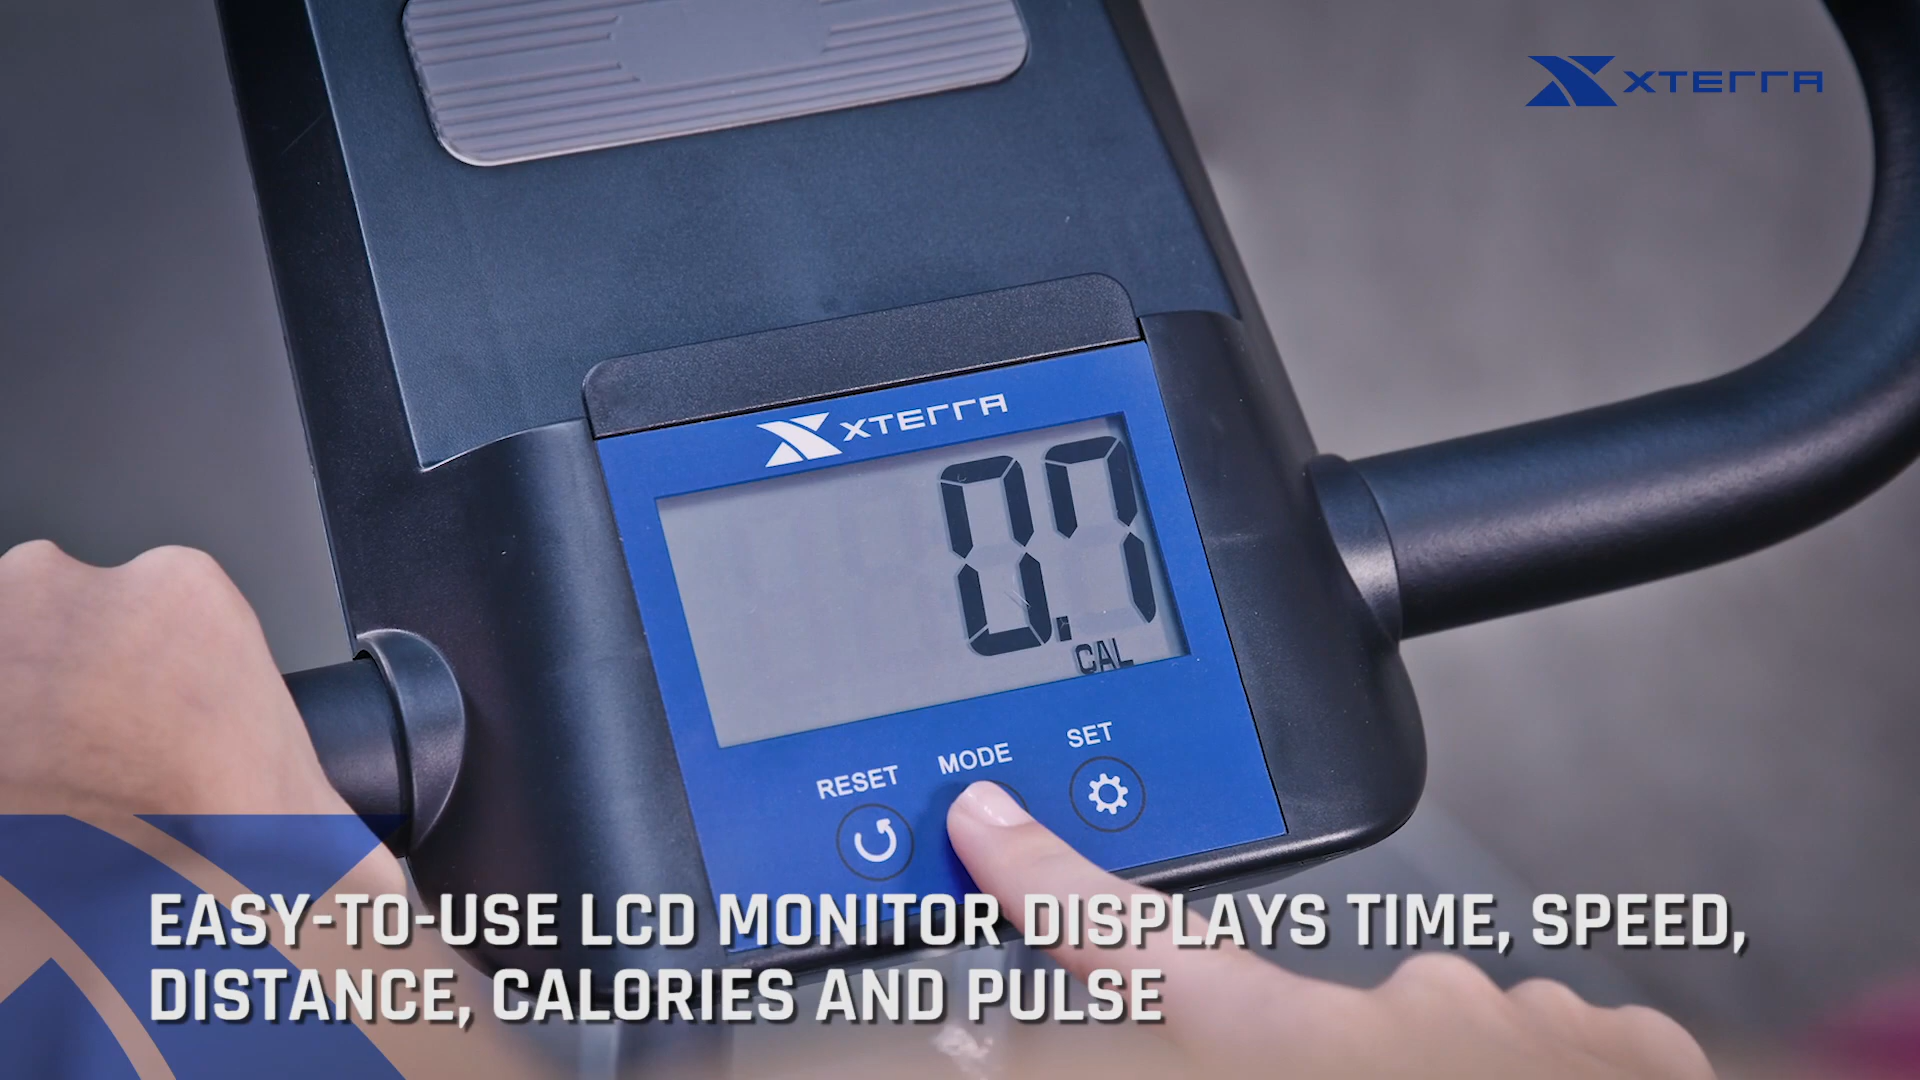 XTERRA
XTERRA
0.7
CAL
RESET
MODE
SET
EASY-TO-USE LCD MONITOR DISPLAYS TIME, SPEED,
DISTANCE, CALORIES AND PULSE